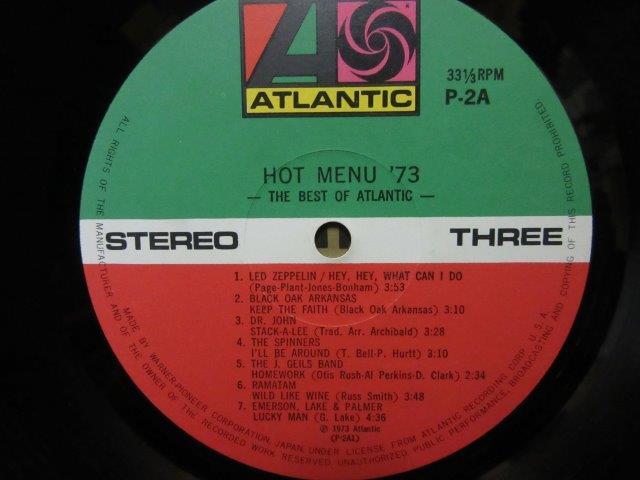 ATLANTIC
33⅓ RPM
P-2A
HOT MENU '73
— THE BEST OF ATLANTIC —
STEREO THREE
1. LED ZEPPELIN / HEY, HEY, WHAT CAN I DO
(Page-Plant-Jones-Bonham) 3:53
2. BLACK OAK ARKANSAS
KEEP THE FAITH (Black Oak Arkansas) 3:10
3. DR. JOHN
STACK-A-LEE (Trad. Arr. Archibald) 3:28
4. THE SPINNERS
I'LL BE AROUND (T. Bell-P. Hurtt) 3:10
5. THE J. GEILS BAND
HOMEWORK (Otis Rush-Al Perkins-D. Clark) 2:34
6. RAMATAM
WILD LIKE WINE (Russ Smith) 3:48
7. EMERSON, LAKE & PALMER
LUCKY MAN (G. Lake) 4:36
Ⓟ 1973 Atlantic
(P-2A1)
MADE BY WARNER-PIONEER CORPORATION, JAPAN, UNDER LICENSE FROM ATLANTIC RECORDING CORP. U.S.A.
ALL RIGHTS OF THE MANUFACTURER AND OF THE OWNER OF THE RECORDED WORK RESERVED. UNAUTHORIZED PUBLIC PERFORMANCE, BROADCASTING AND COPYING OF THIS RECORD PROHIBITED